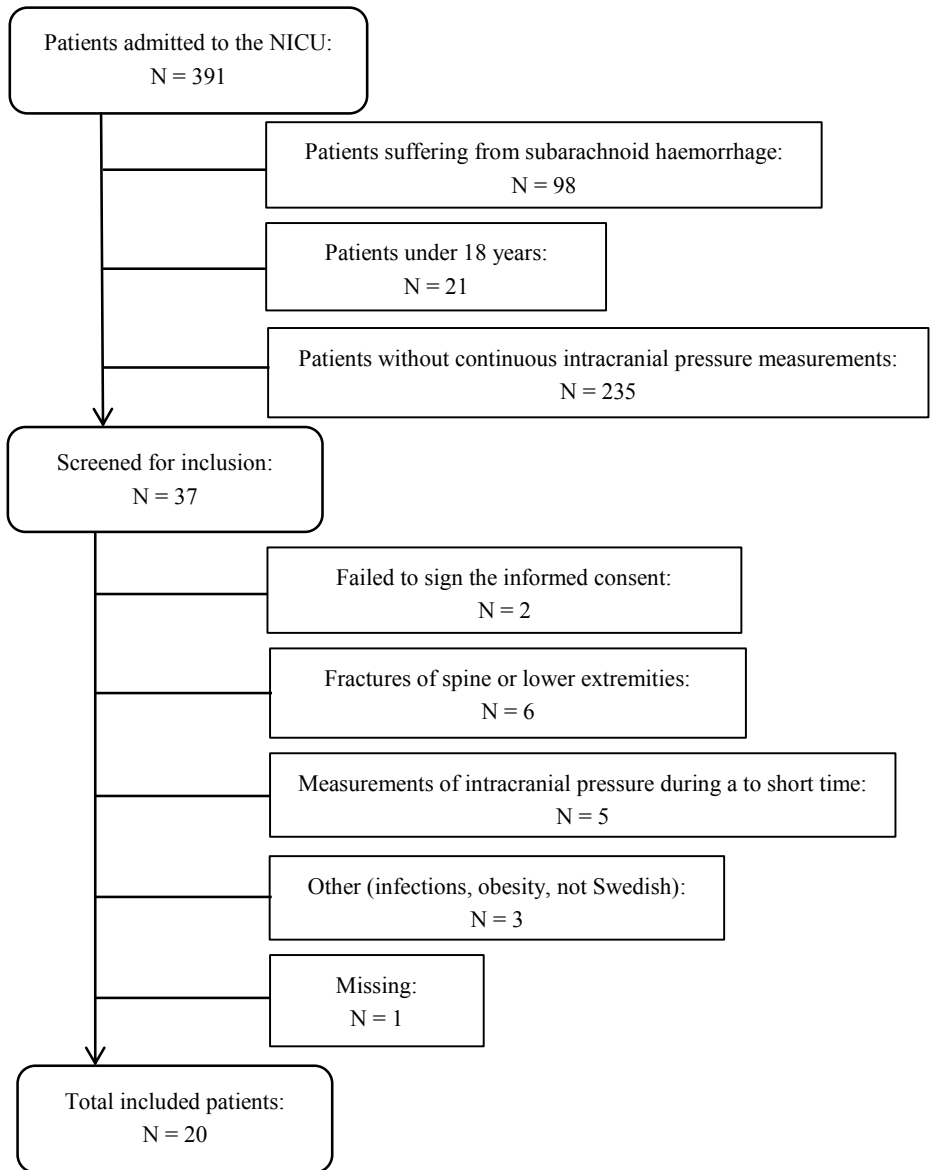 Patients admitted to the NICU:
N = 391
Patients suffering from subarachnoid haemorrhage:
N = 98
Patients under 18 years:
N = 21
Patients without continuous intracranial pressure measurements:
N = 235
Screened for inclusion:
N = 37
Failed to sign the informed consent:
N = 2
Fractures of spine or lower extremities:
N = 6
Measurements of intracranial pressure during a to short time:
N = 5
Other (infections, obesity, not Swedish):
N = 3
Missing:
N = 1
Total included patients:
N = 20